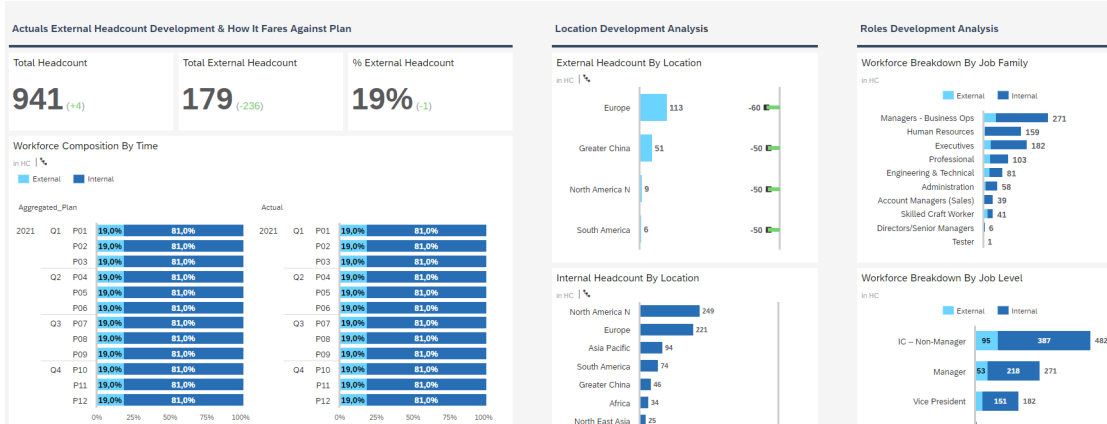 Actuals External Headcount Development & How It Fares Against Plan
Total Headcount
941 (+4)
Total External Headcount
179 (-236)
% External Headcount
19% (-1)
Workforce Composition By Time
in HC
External Internal
Aggregated_Plan
2021 Q1 P01 19,0% 81,0%
P02 19,0% 81,0%
P03 19,0% 81,0%
Q2 P04 19,0% 81,0%
P05 19,0% 81,0%
P06 19,0% 81,0%
Q3 P07 19,0% 81,0%
P08 19,0% 81,0%
P09 19,0% 81,0%
Q4 P10 19,0% 81,0%
P11 19,0% 81,0%
P12 19,0% 81,0%
0% 25% 50% 75% 100%
Actual
2021 Q1 P01 19,0% 81,0%
P02 19,0% 81,0%
P03 19,0% 81,0%
Q2 P04 19,0% 81,0%
P05 19,0% 81,0%
P06 19,0% 81,0%
Q3 P07 19,0% 81,0%
P08 19,0% 81,0%
P09 19,0% 81,0%
Q4 P10 19,0% 81,0%
P11 19,0% 81,0%
P12 19,0% 81,0%
0% 25% 50% 75% 100%
Location Development Analysis
External Headcount By Location
in HC
Europe 113 -60
Greater China 51 -50
North America N 9 -50
South America 6 -50
Internal Headcount By Location
in HC
North America N 249
Europe 221
Asia Pacific 94
South America 74
Greater China 46
Africa 34
North East Asia 25
Roles Development Analysis
Workforce Breakdown By Job Family
in HC
External Internal
Managers - Business Ops 271
Human Resources 159
Executives 182
Professional 103
Engineering & Technical 81
Administration 58
Account Managers (Sales) 39
Skilled Craft Worker 41
Directors/Senior Managers 6
Tester 1
Workforce Breakdown By Job Level
in HC
External Internal
IC – Non-Manager 95 387 482
Manager 53 218 271
Vice President 151 182